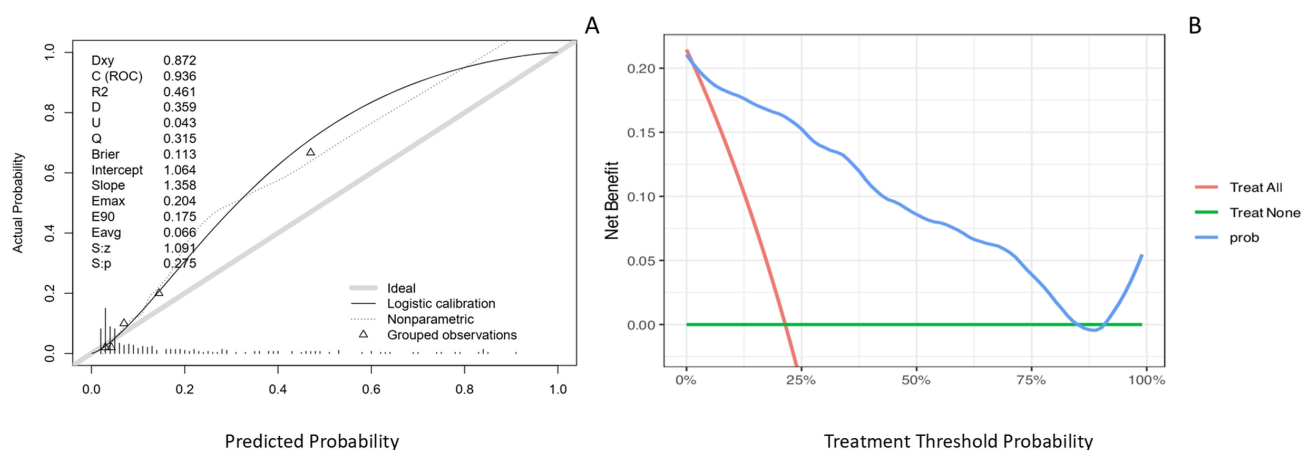 A
Dxy 0.872
C (ROC) 0.936
R2 0.461
D 0.359
U 0.043
Q 0.315
Brier 0.113
Intercept 1.064
Slope 1.358
Emax 0.204
E90 0.175
Eavg 0.066
S:z 1.091
S:p 0.275
Actual Probability
0.0
0.2
0.4
0.6
0.8
1.0
Ideal
Logistic calibration
Nonparametric
Grouped observations
0.0 0.2 0.4 0.6 0.8 1.0
Predicted Probability
B
Net Benefit
0.20
0.15
0.10
0.05
0.00
0% 25% 50% 75% 100%
Treatment Threshold Probability
Treat All
Treat None
prob